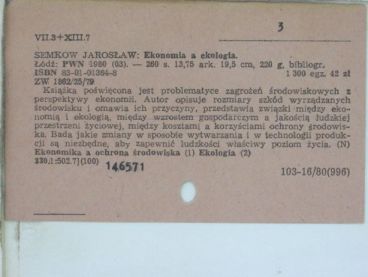 3
VII.3+XIII.7
SEMKOW JAROSŁAW: Ekonomia a ekologia.
Łódź: PWN 1980 (03). — 260 s. 13,75 ark. 19,5 cm, 220 g, bibliogr.
ISBN 83-01-01364-8 1 300 egz. 42 zł
ZW 1862/25/79
Książka poświęcona jest problematyce zagrożeń środowiskowych z
perspektywy ekonomii. Autor opisuje rozmiary szkód wyrządzanych
środowisku i omawia ich przyczyny, przedstawia związki między eko-
nomią i ekologią, między wzrostem gospodarczym a jakością ludzkiej
przestrzeni życiowej, między kosztami a korzyściami ochrony środowis-
ka. Bada jakie zmiany w sposobie wytwarzania i w technologii produk-
cji są niezbędne, aby zapewnić ludzkości właściwy poziom życia. (N)
Ekonomika a ochrona środowiska (1) Ekologia (2)
330.1:502.7](100)
146571
103-16/80(996)